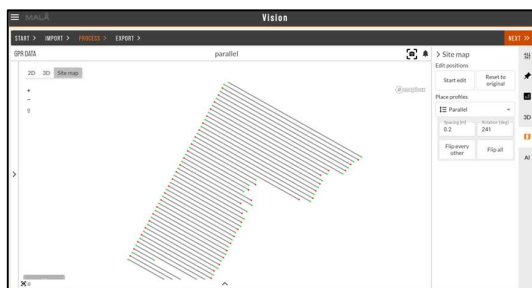 MALÅ
Vision
START > IMPORT > PROCESS > EXPORT >
NEXT >>
GPR DATA
parallel
> Site map
2D 3D Site map
Edit positions
Start edit
Reset to original
mapbox
Place profiles
Parallel
Spacing [m]
Rotation [deg]
0.2
241
Flip every other
Flip all
3D
AI